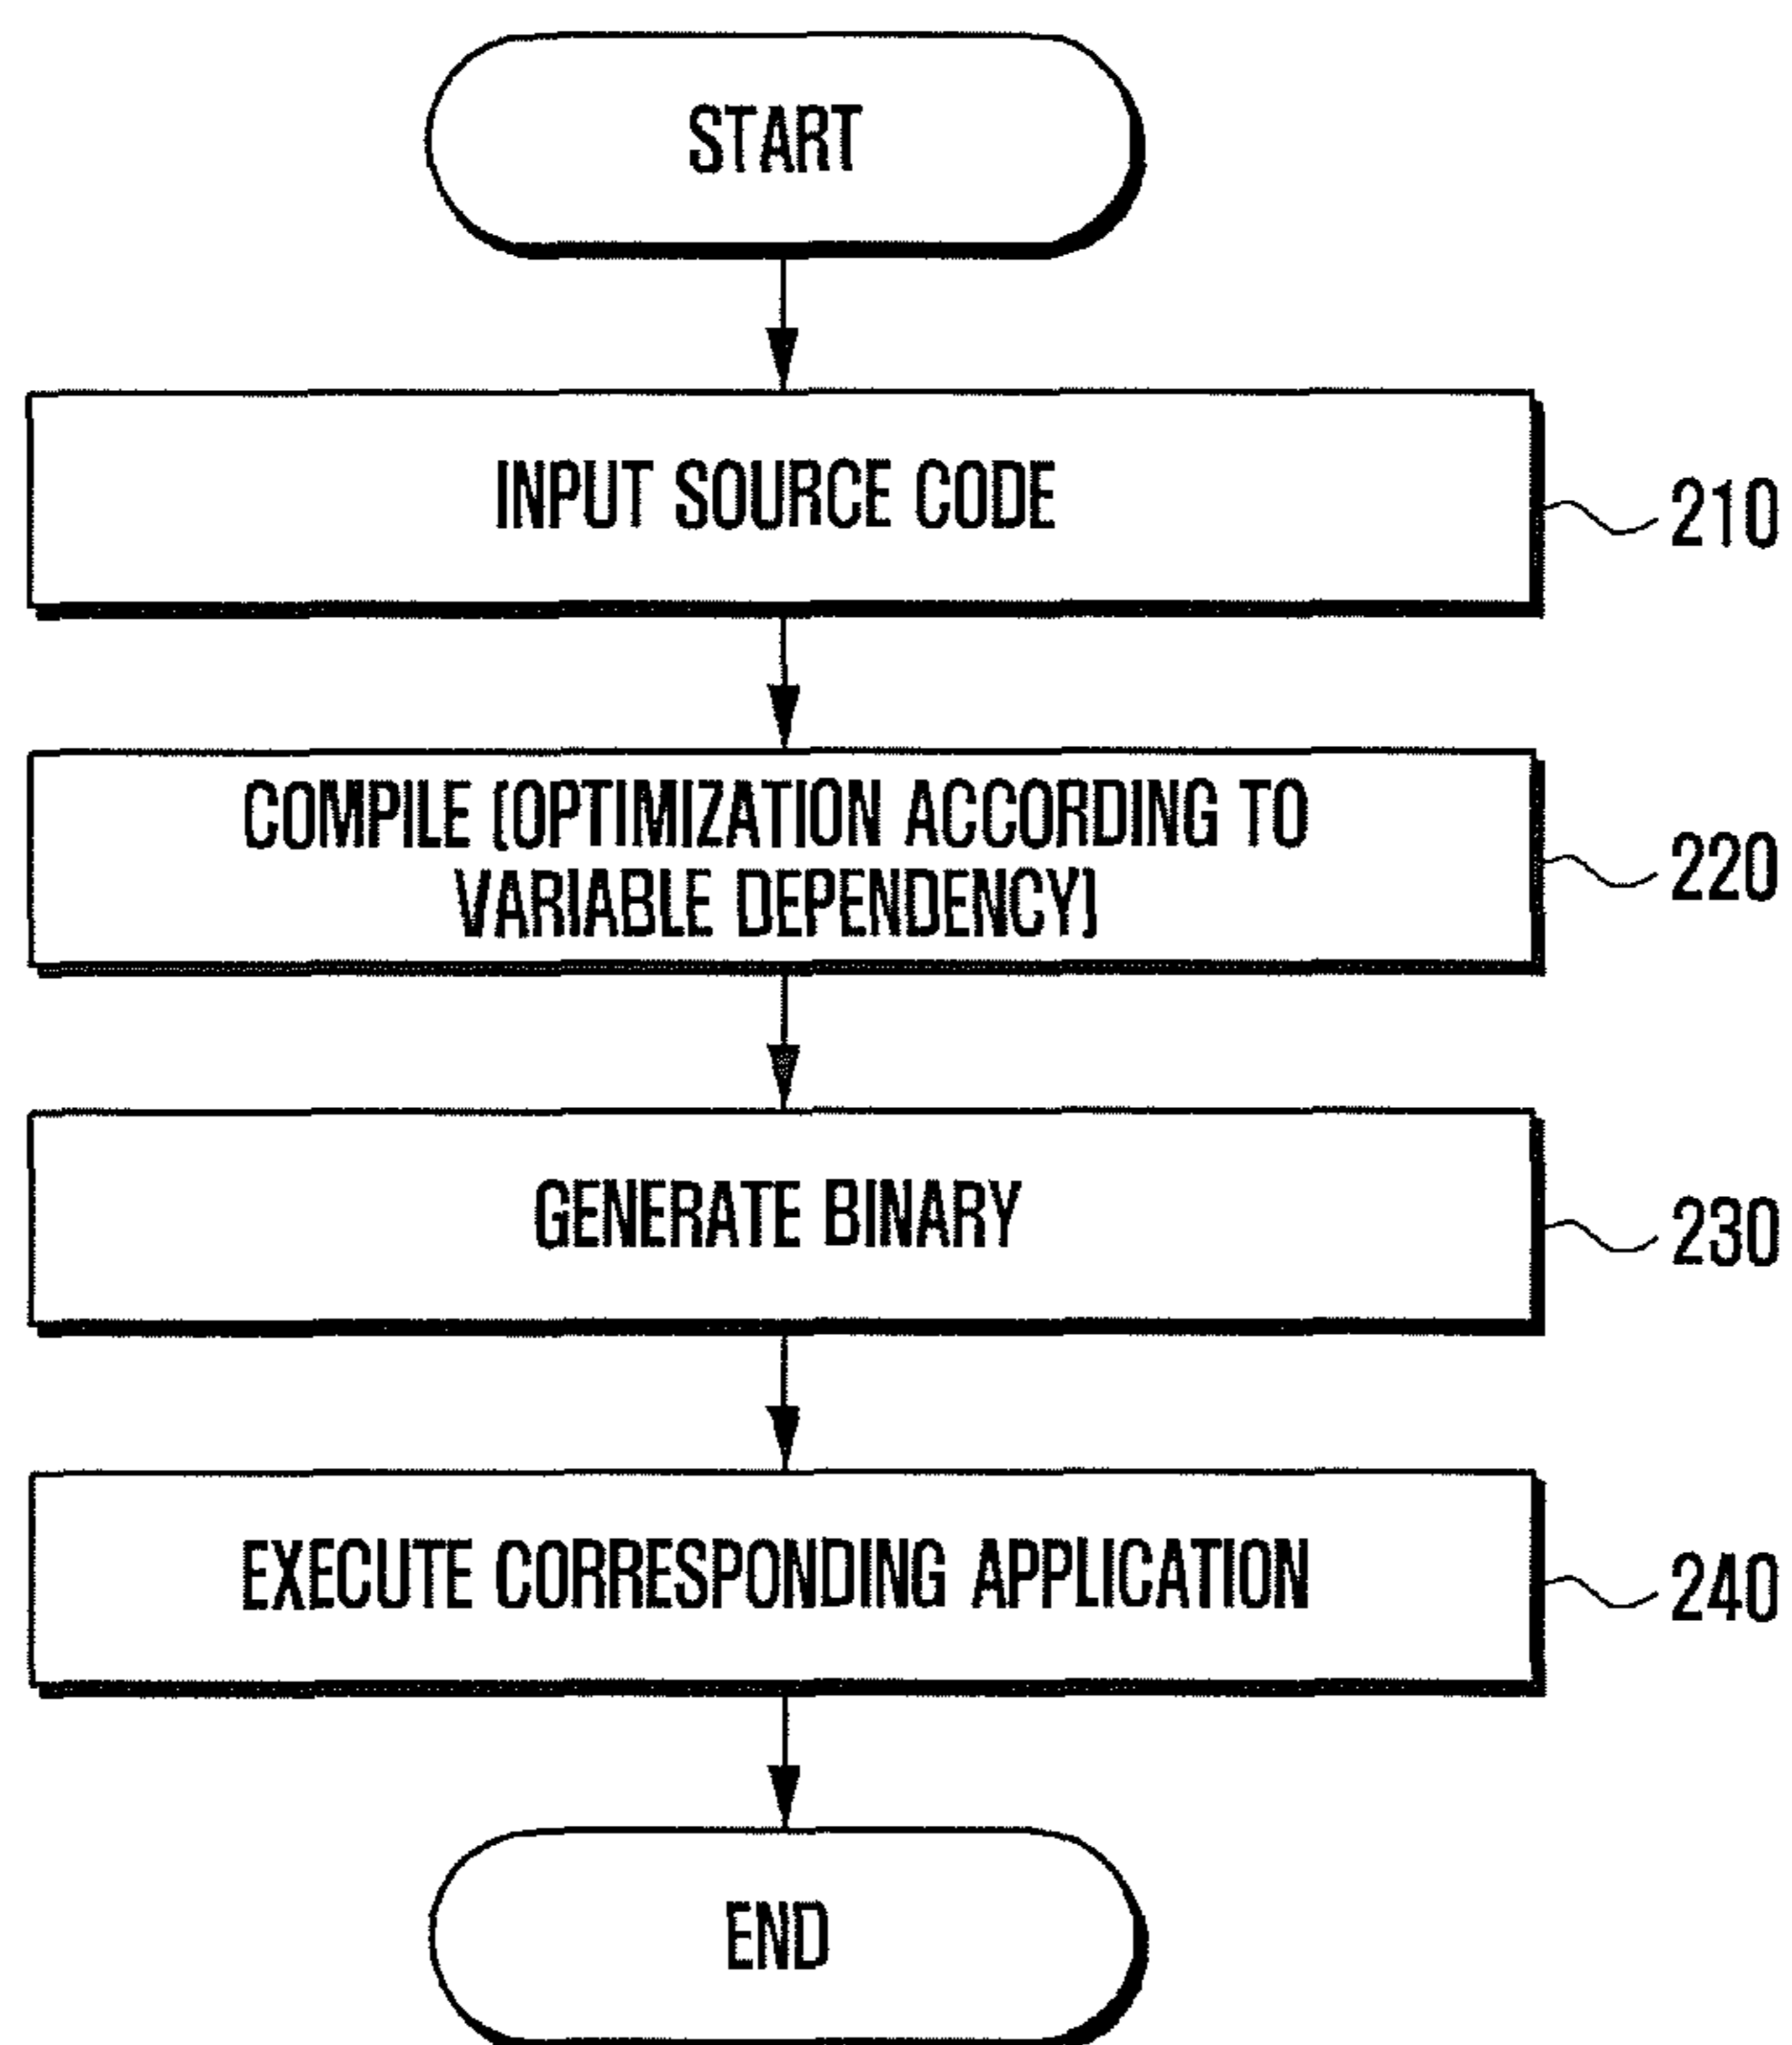 START
INPUT SOURCE CODE
210
COMPILE (OPTIMIZATION ACCORDING TO
VARIABLE DEPENDENCY)
220
GENERATE BINARY
230
EXECUTE CORRESPONDING APPLICATION
240
END